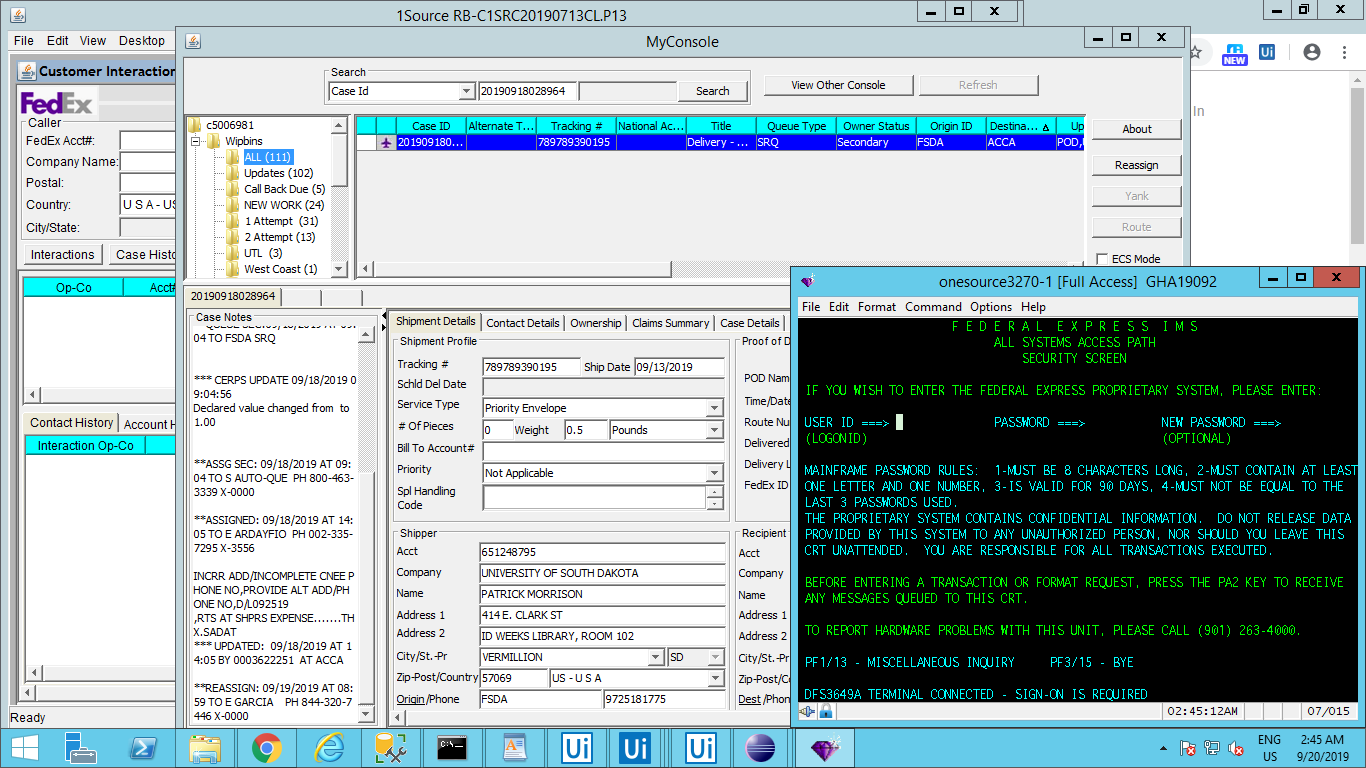 1Source RB-C1SRC20190713CL.P13
File Edit View Desktop
MyConsole
Customer Interaction
FedEx
Caller
FedEx Acct#:
Company Name:
Postal:
Country: U S A - US
City/State:
Interactions Case Histo
Op-Co Acct#
Contact History Account H
Interaction Op-Co
Ready
Search
Case Id 20190918028964 Search
View Other Console Refresh
NEW
In
c5006981
Wipbins
ALL (111)
Updates (102)
Call Back Due (5)
NEW WORK (24)
1 Attempt (31)
2 Attempt (13)
UTL (3)
West Coast (1)
Case ID Alternate T... Tracking # National Ac... Title Queue Type Owner Status Origin ID Destina... Up
201909180... 789789390195 Delivery - ... SRQ Secondary FSDA ACCA POD,
About
Reassign
Yank
Route
ECS Mode
20190918028964
Case Notes
04 TO FSDA SRQ
*** CERPS UPDATE 09/18/2019 0
9:04:56
Declared value changed from to
1.00
**ASSG SEC: 09/18/2019 AT 09:
04 TO S AUTO-QUE PH 800-463-
3339 X-0000
**ASSIGNED: 09/18/2019 AT 14:
05 TO E ARDAYFIO PH 002-335-
7295 X-3556
INCRR ADD/INCOMPLETE CNEE P
HONE NO,PROVIDE ALT ADD/PH
ONE NO,D/L092519
,RTS AT SHPRS EXPENSE.......TH
X.SADAT
*** UPDATED: 09/18/2019 AT 1
4:05 BY 0003622251 AT ACCA
**REASSIGN: 09/19/2019 AT 08:
59 TO E GARCIA PH 844-320-7
446 X-0000
Shipment Details Contact Details Ownership Claims Summary Case Details
Shipment Profile
Tracking # 789789390195 Ship Date 09/13/2019
Schld Del Date
Service Type Priority Envelope
# Of Pieces 0 Weight 0.5 Pounds
Bill To Account#
Priority Not Applicable
Spl Handling
Code
Proof of D
POD Name
Time/Date
Route Nu
Delivered
Delivery L
FedEx ID
Shipper
Acct 651248795
Company UNIVERSITY OF SOUTH DAKOTA
Name PATRICK MORRISON
Address 1 414 E. CLARK ST
Address 2 ID WEEKS LIBRARY, ROOM 102
City/St.-Pr VERMILLION SD
Zip-Post/Country 57069 US - U S A
Origin/Phone FSDA 9725181775
Recipient
Acct
Company
Name
Address 1
Address 2
City/St.-Pr
Zip-Post/
Dest /Phon
onesource3270-1 [Full Access] GHA19092
File Edit Format Command Options Help
F E D E R A L E X P R E S S I M S
ALL SYSTEMS ACCESS PATH
SECURITY SCREEN
IF YOU WISH TO ENTER THE FEDERAL EXPRESS PROPRIETARY SYSTEM, PLEASE ENTER:
USER ID ===> PASSWORD ===> NEW PASSWORD ===>
(LOGONID) (OPTIONAL)
MAINFRAME PASSWORD RULES: 1-MUST BE 8 CHARACTERS LONG, 2-MUST CONTAIN AT LEAST
ONE LETTER AND ONE NUMBER, 3-IS VALID FOR 90 DAYS, 4-MUST NOT BE EQUAL TO THE
LAST 3 PASSWORDS USED.
THE PROPRIETARY SYSTEM CONTAINS CONFIDENTIAL INFORMATION. DO NOT RELEASE DATA
PROVIDED BY THIS SYSTEM TO ANY UNAUTHORIZED PERSON, NOR SHOULD YOU LEAVE THIS
CRT UNATTENDED. YOU ARE RESPONSIBLE FOR ALL TRANSACTIONS EXECUTED.
BEFORE ENTERING A TRANSACTION OR FORMAT REQUEST, PRESS THE PA2 KEY TO RECEIVE
ANY MESSAGES QUEUED TO THIS CRT.
TO REPORT HARDWARE PROBLEMS WITH THIS UNIT, PLEASE CALL (901) 263-4000.
PF1/13 - MISCELLANEOUS INQUIRY PF3/15 - BYE
DFS3649A TERMINAL CONNECTED - SIGN-ON IS REQUIRED
02:45:12AM 07/015
Ui Ui Ui
ENG 2:45 AM
US 9/20/2019